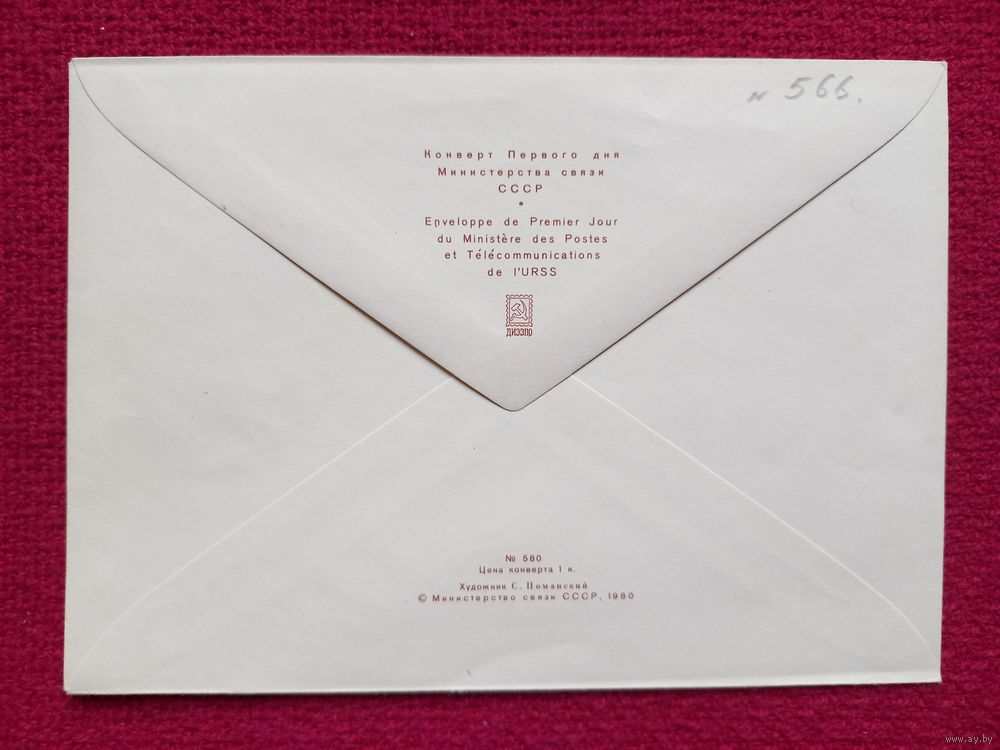 № 566.
Конверт Первого дня
Министерства связи
СССР
Enveloppe de Premier Jour
du Ministère des Postes
et Télécommunications
de l'URSS
ДИЭЗПО
№ 580
Цена конверта 1 к.
Художник С. Поманский
© Министерство связи СССР, 1980
www.ay.by